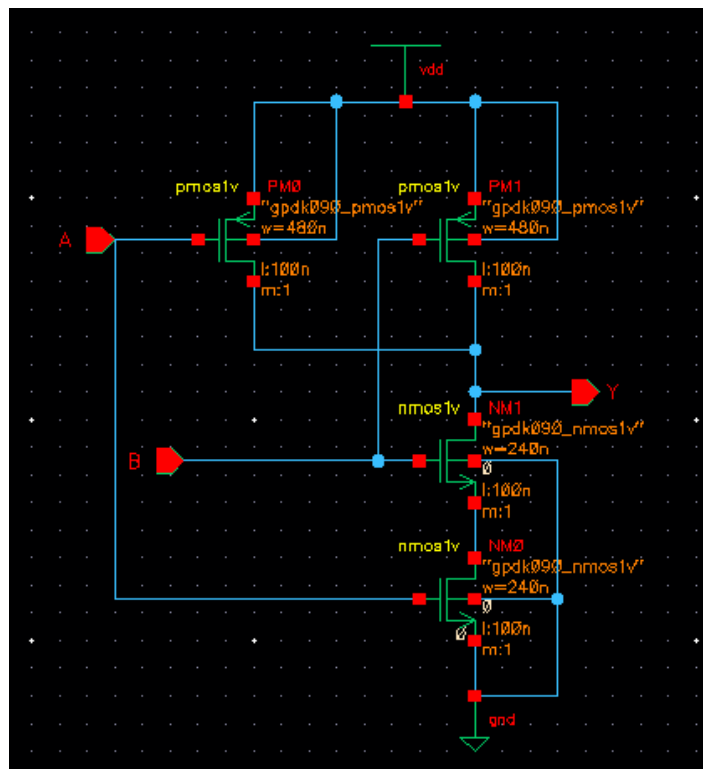 vdd
pmos1v PM0
"gpdk090_pmos1v"
w=480n
l:100n
m:1
pmos1v PM1
"gpdk090_pmos1v"
w=480n
l:100n
m:1
A
Y
nmos1v NM1
"gpdk090_nmos1v"
w=240n
0
l:100n
m:1
B
nmos1v NM0
"gpdk090_nmos1v"
w=240n
0
l:100n
0
m:1
gnd